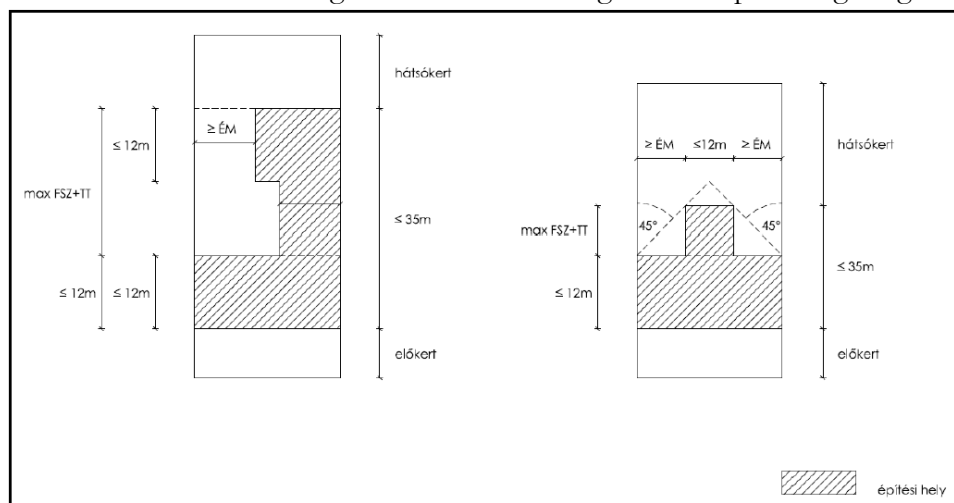 hátsókert
≥ ÉM
≤ 12m
max FSZ+TT
≤ 35m
≤ 12m
≤ 12m
előkert
hátsókert
≥ ÉM
≤12m
≥ ÉM
45°
45°
max FSZ+TT
≤ 35m
≤ 12m
előkert
építési hely